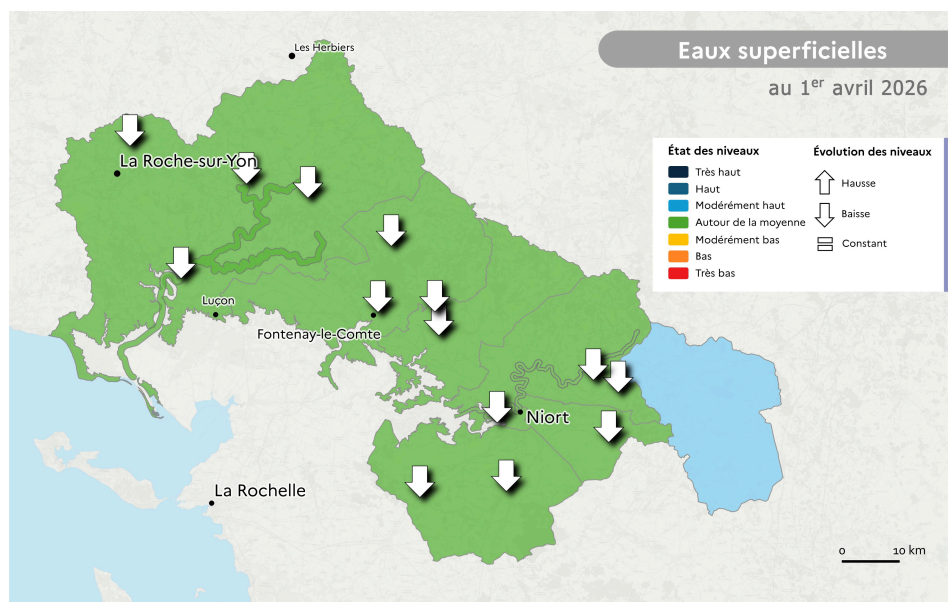 Les Herbiers
Eaux superficielles
au 1er avril 2026
La Roche-sur-Yon
État des niveaux
Très haut
Haut
Modérément haut
Autour de la moyenne
Modérément bas
Bas
Très bas
Évolution des niveaux
Hausse
Baisse
Constant
Luçon
Fontenay-le-Comte
Niort
La Rochelle
0 10 km